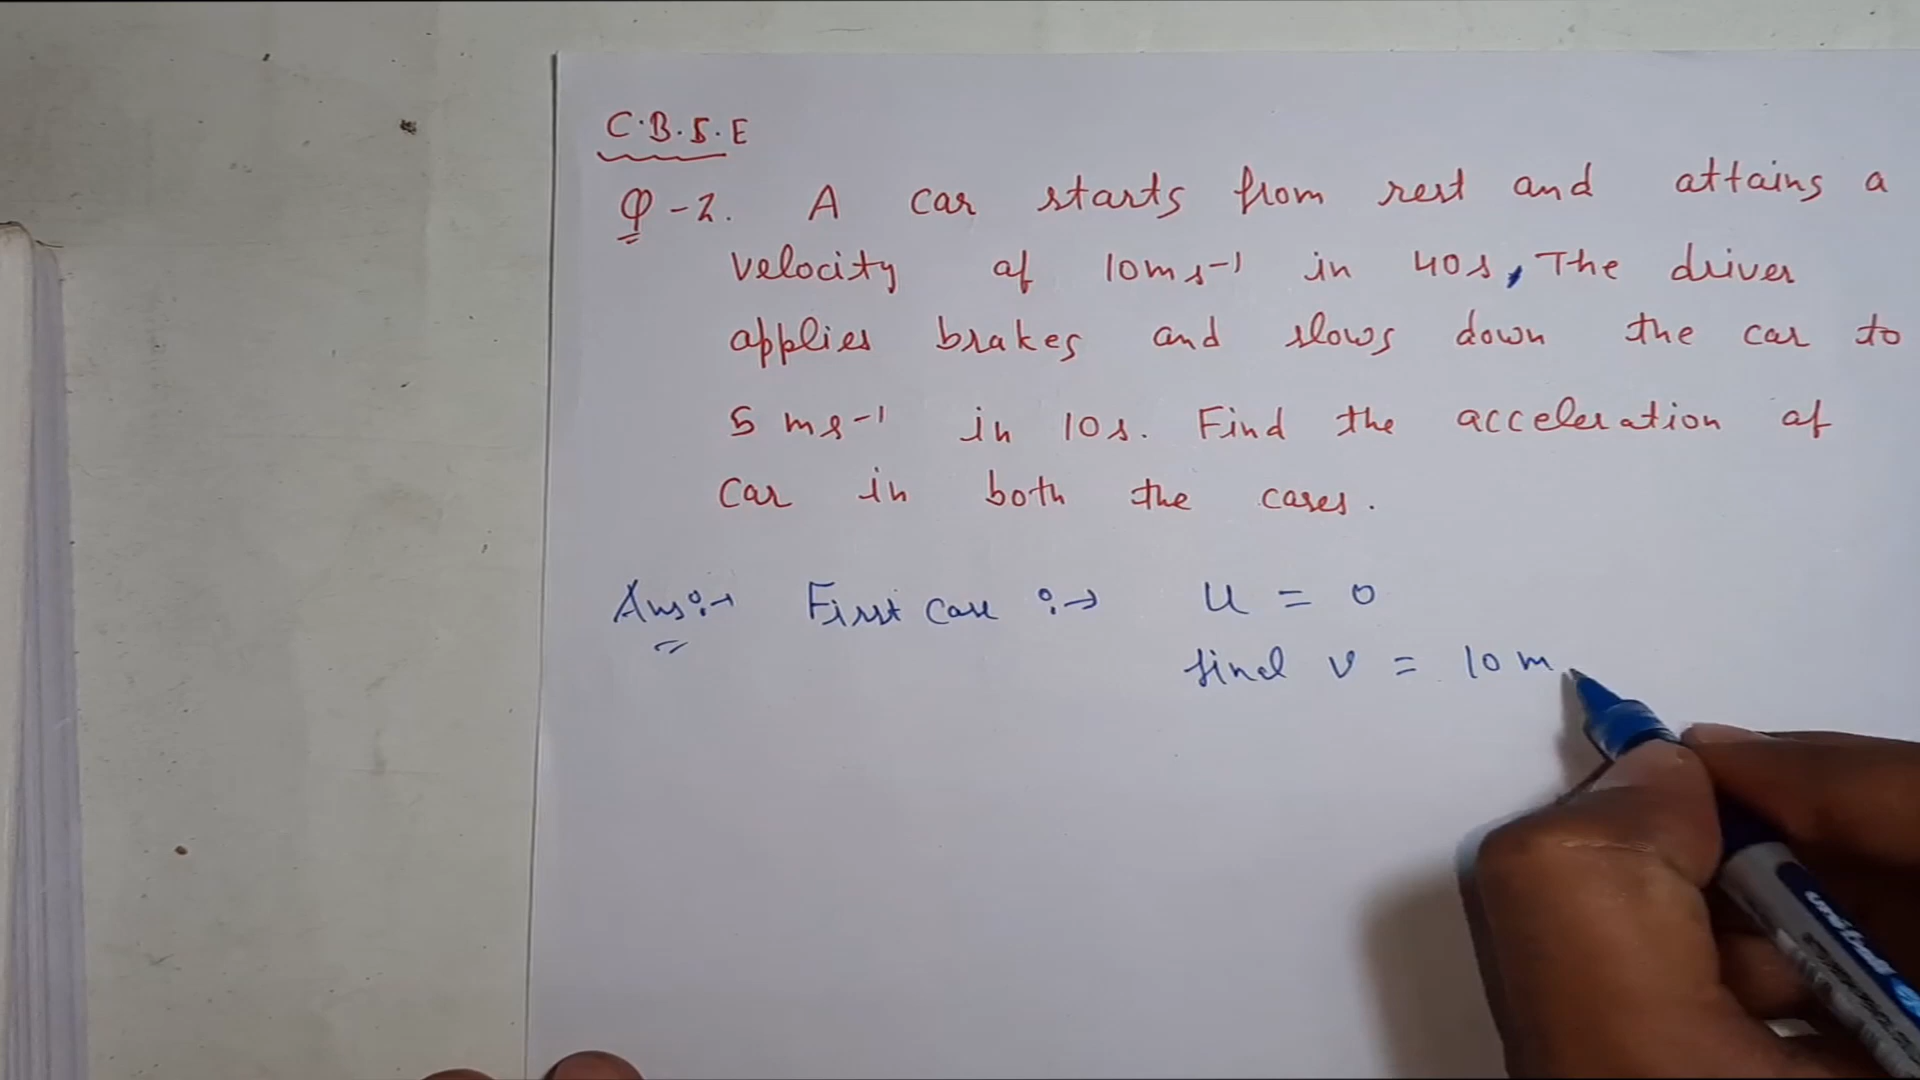 C.B.S.E
Q-2. A car starts from rest and attains a
velocity of 10ms-1 in 40s, The driver
applies brakes and slows down the car to
5 ms-1 in 10s. Find the acceleration of
Car in both the cases.
Ans:→ First Case :→ u = 0
final v = 10 m